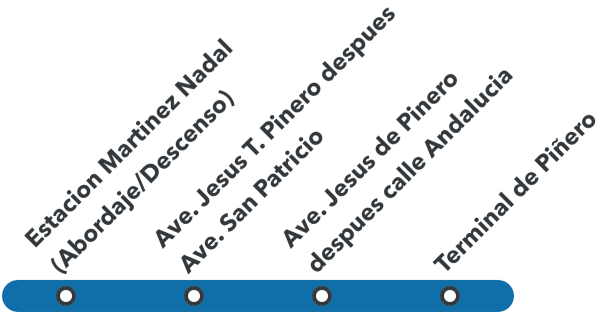 Estacion Martinez Nadal
(Abordaje/Descenso)
Ave. Jesus T. Pinero despues
Ave. San Patricio
Ave. Jesus de Pinero
despues calle Andalucia
Terminal de Piñero